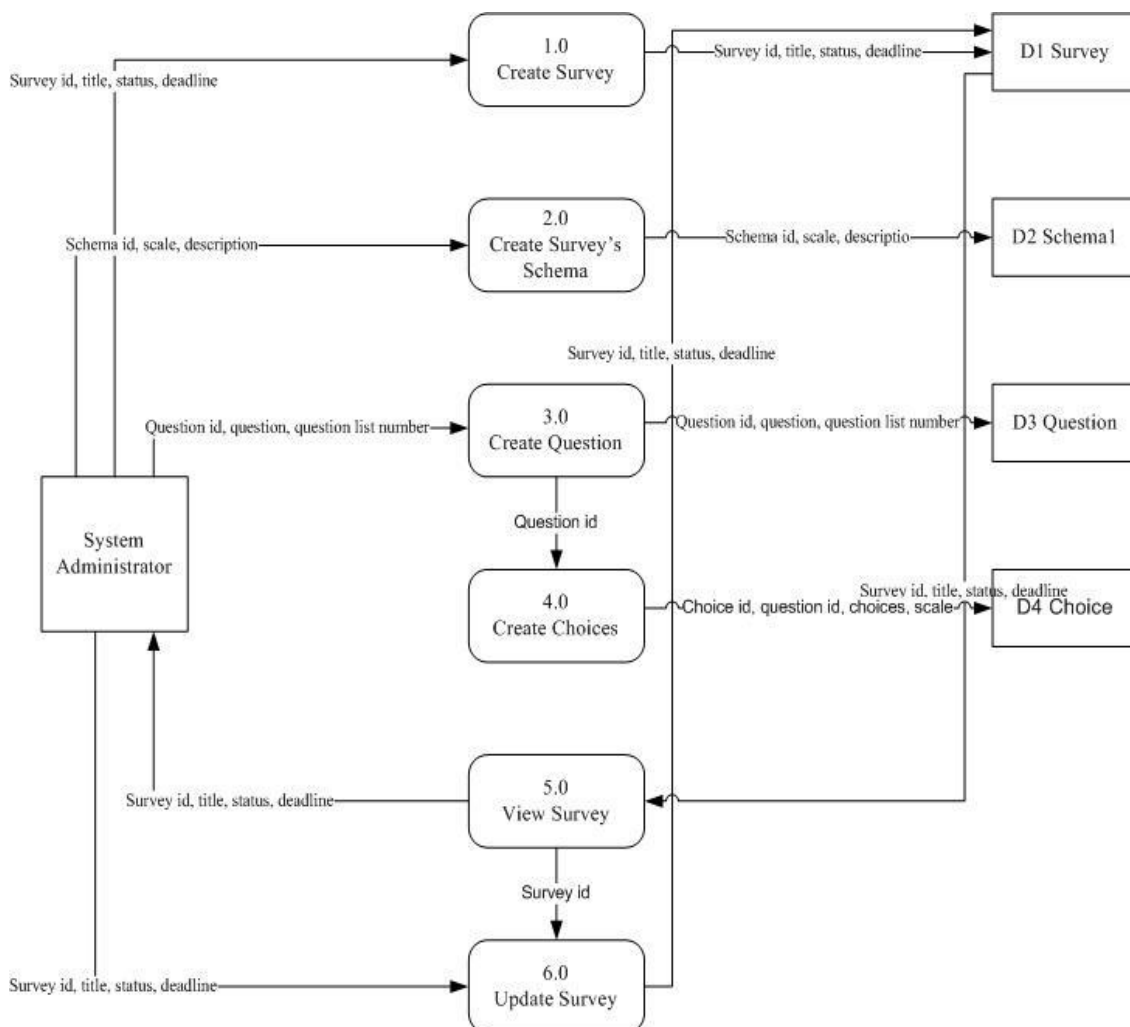 1.0
Create Survey
Survey id, title, status, deadline
D1 Survey
Survey id, title, status, deadline
2.0
Create Survey’s
Schema
Schema id, scale, description
Schema id, scale, descriptio
D2 Schema1
Survey id, title, status, deadline
3.0
Create Question
Question id, question, question list number
Question id, question, question list number
D3 Question
System
Administrator
Question id
4.0
Create Choices
Survey id, title, status, deadline
Choice id, question id, choices, scale
D4 Choice
5.0
View Survey
Survey id, title, status, deadline
Survey id
6.0
Update Survey
Survey id, title, status, deadline